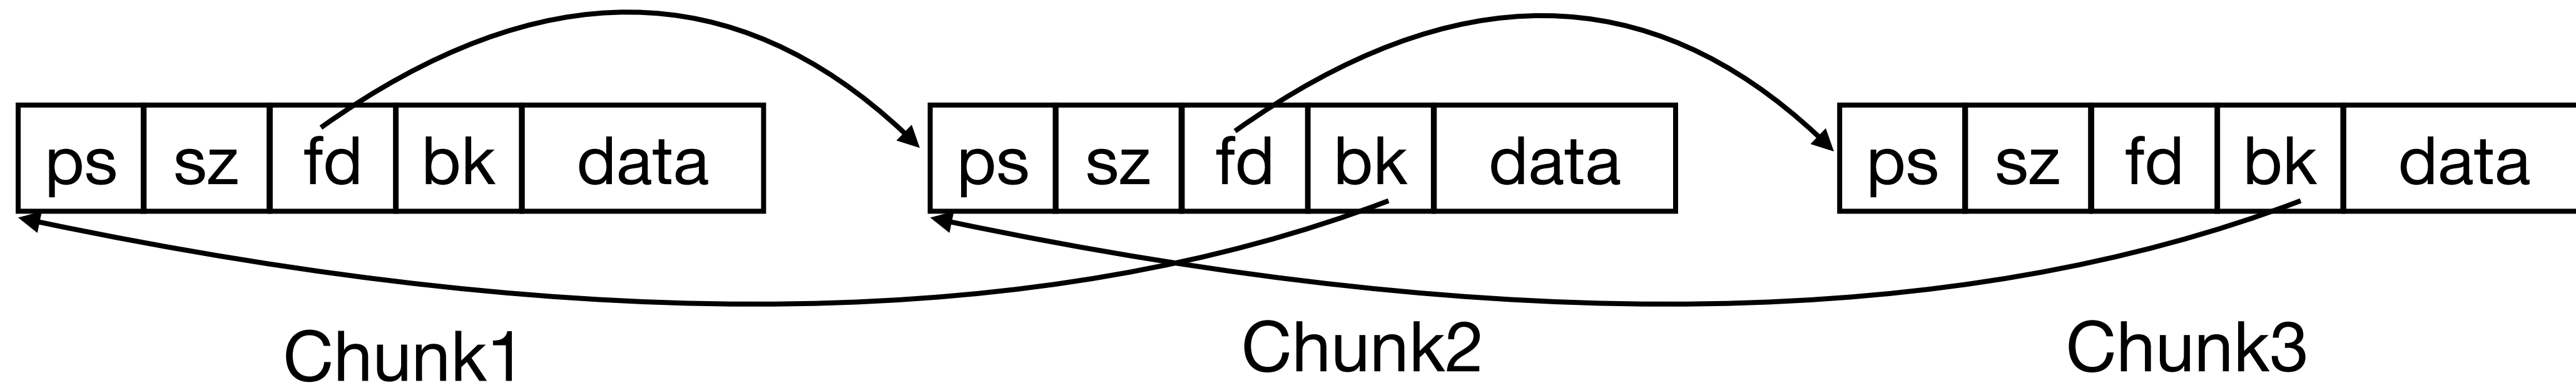 ps sz fd bk data ps sz fd bk data ps sz fd bk data
Chunk1 Chunk2 Chunk3